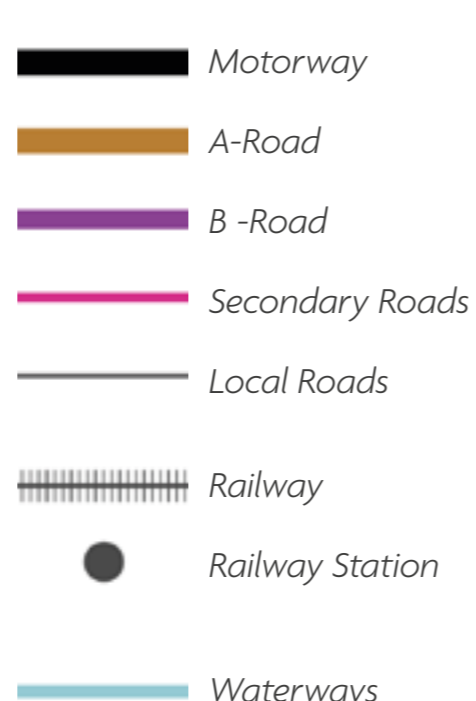 Motorway
A-Road
B -Road
Secondary Roads
Local Roads
Railway
Railway Station
Waterways